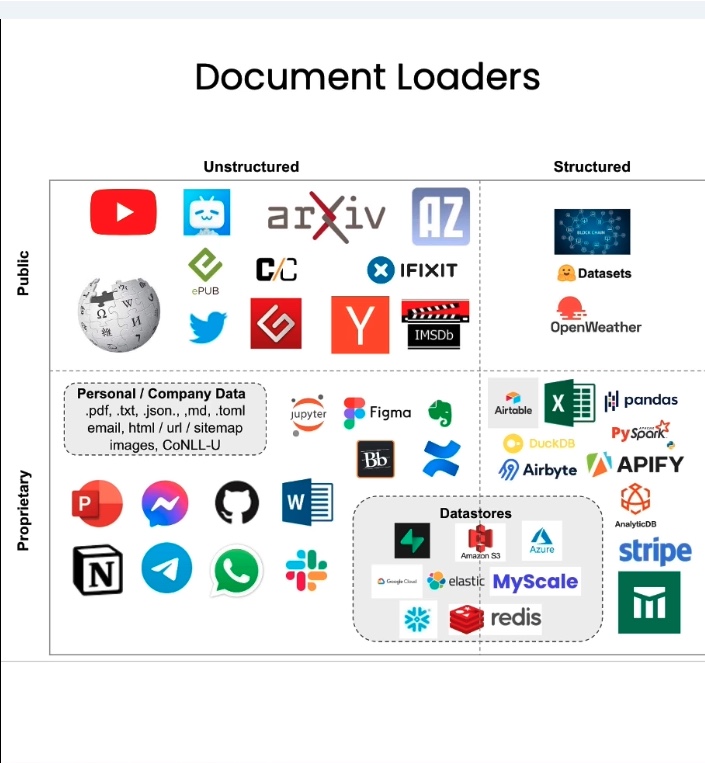 Document Loaders
Unstructured
Structured
Public
arXiv
AZ
BLOCK CHAIN
ePUB
C/C
IFIXIT
Datasets
Ω
W
И
Y
IMSDb
OpenWeather
Proprietary
Personal / Company Data
.pdf, .txt, .json., ,md, .toml
email, html / url / sitemap
images, CoNLL-U
jupyter
Figma
Bb
Airtable
X
pandas
APACHE
PySpark
DuckDB
Airbyte
APIFY
P
W
AnalyticDB
N
stripe
Datastores
Amazon S3
Azure
Google Cloud
elastic
MyScale
redis